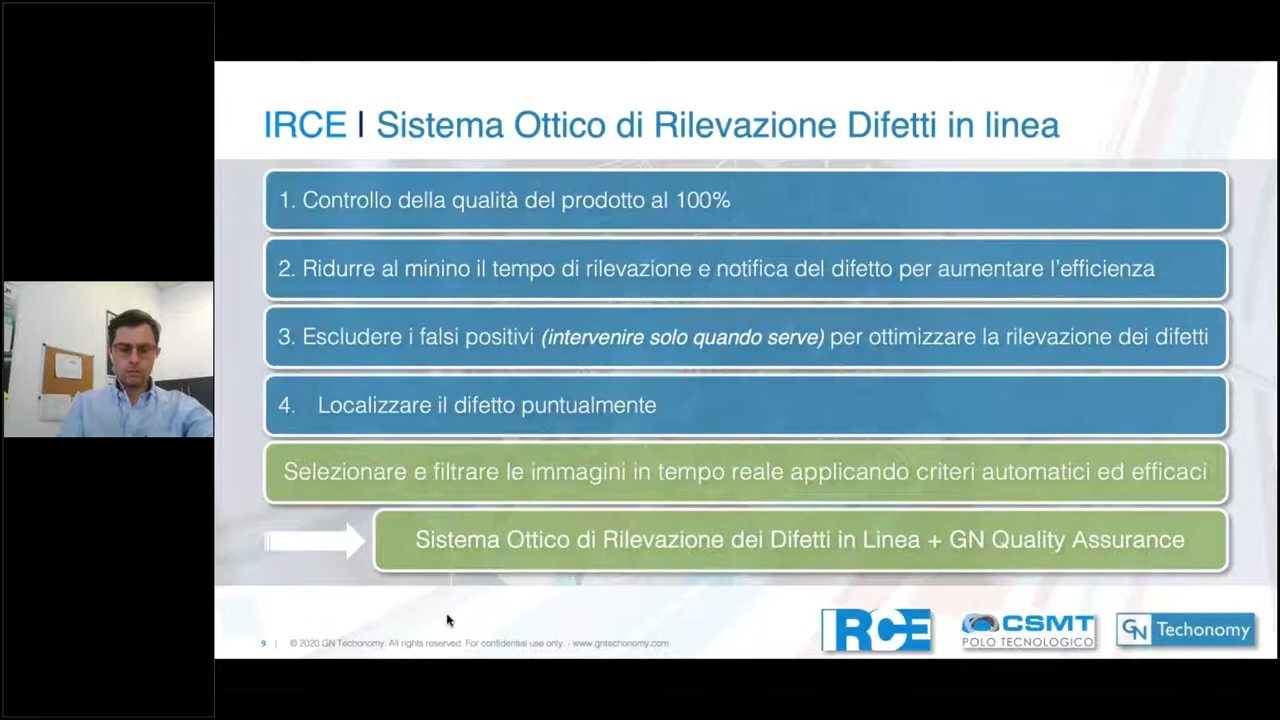 IRCE | Sistema Ottico di Rilevazione Difetti in linea
1. Controllo della qualità del prodotto al 100%
2. Ridurre al minino il tempo di rilevazione e notifica del difetto per aumentare l'efficienza
3. Escludere i falsi positivi (intervenire solo quando serve) per ottimizzare la rilevazione dei difetti
4. Localizzare il difetto puntualmente
Selezionare e filtrare le immagini in tempo reale applicando criteri automatici ed efficaci
Sistema Ottico di Rilevazione dei Difetti in Linea + GN Quality Assurance
9 | © 2020 GN Techonomy. All rights reserved. For confidential use only. - www.gntechonomy.com
IRCE
CSMT
POLO TECNOLOGICO
GN Techonomy